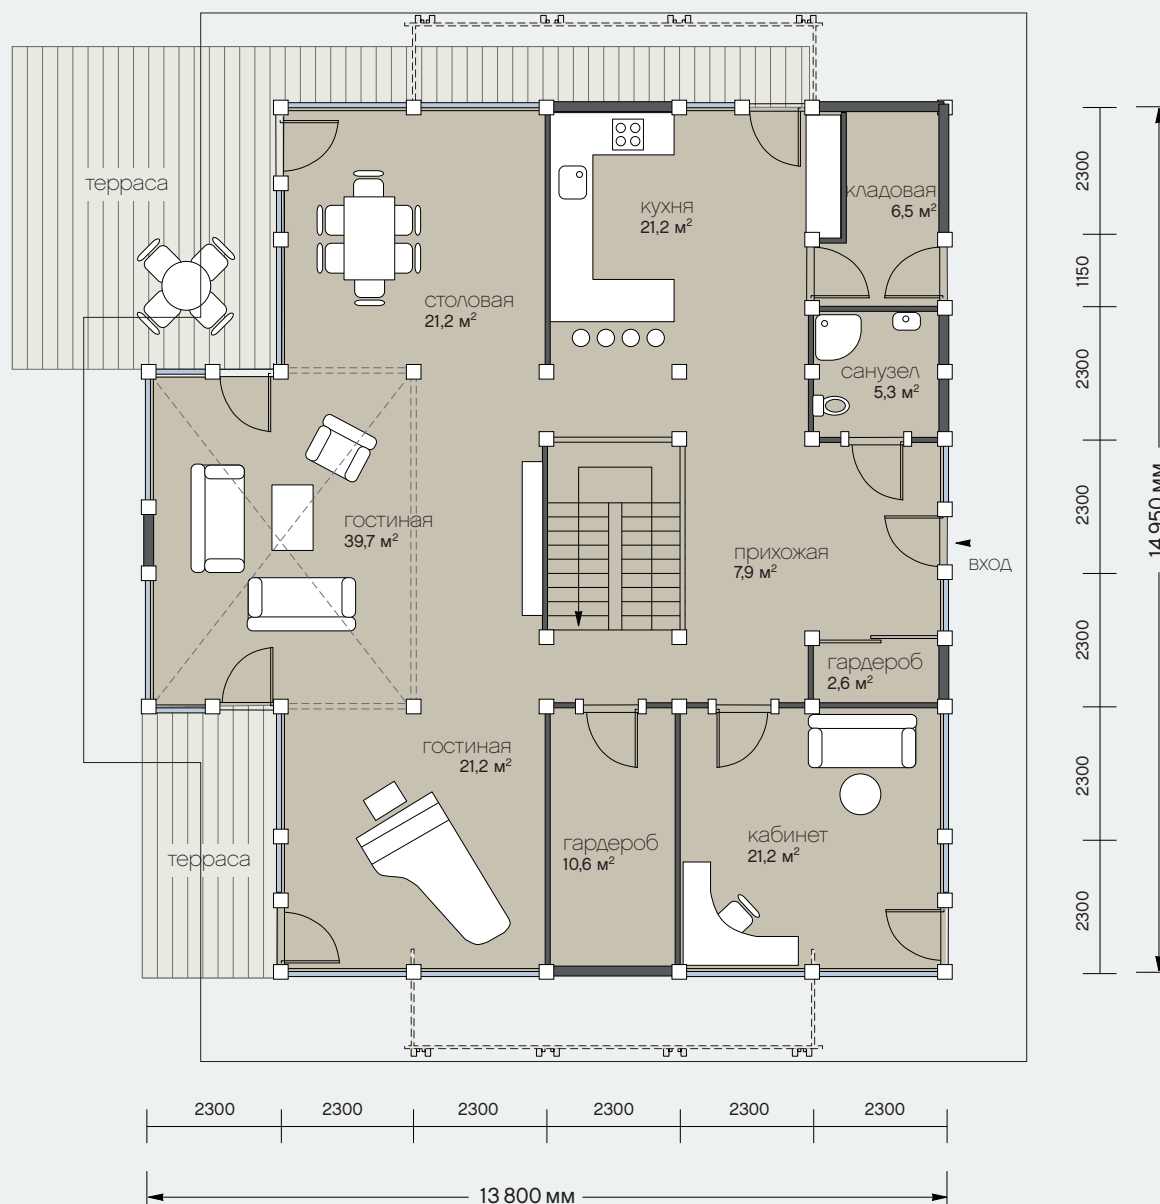 терраса
кладовая
6,5 м²
кухня
21,2 м²
столовая
21,2 м²
санузел
5,3 м²
гостиная
39,7 м²
прихожая
7,9 м²
вход
гардероб
2,6 м²
гостиная
21,2 м²
гардероб
10,6 м²
кабинет
21,2 м²
терраса
2300
1150
2300
2300
2300
2300
2300
14 950 мм
2300
2300
2300
2300
2300
2300
13 800 мм